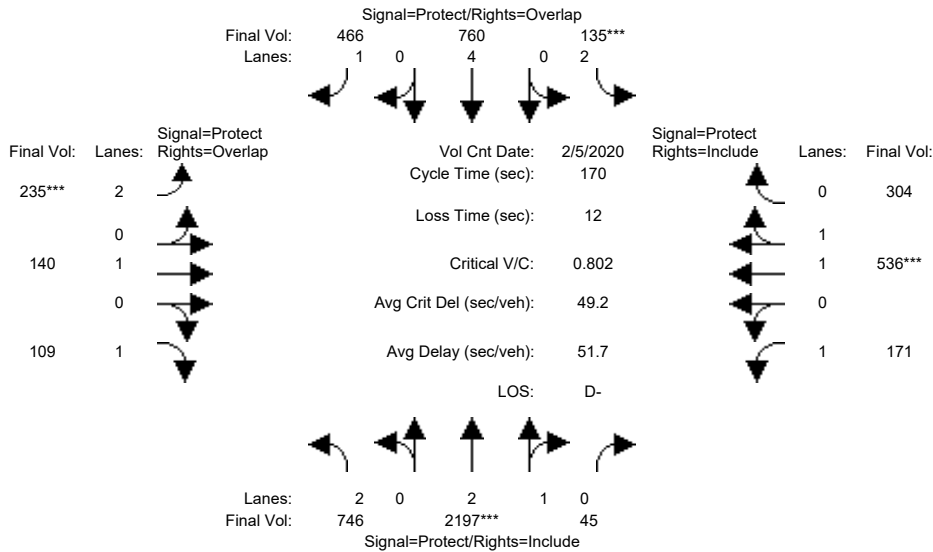 Signal=Protect/Rights=Overlap
Final Vol: 466 760 135***
Lanes: 1 0 4 0 2
Signal=Protect
Final Vol: Lanes: Rights=Overlap
Vol Cnt Date: 2/5/2020
Signal=Protect
Rights=Include Lanes: Final Vol:
Cycle Time (sec): 170
235*** 2
0 304
Loss Time (sec): 12
0
1
140 1
Critical V/C: 0.802
1 536***
0
Avg Crit Del (sec/veh): 49.2
0
109 1
Avg Delay (sec/veh): 51.7
1 171
LOS: D-
Lanes: 2 0 2 1 0
Final Vol: 746 2197*** 45
Signal=Protect/Rights=Include